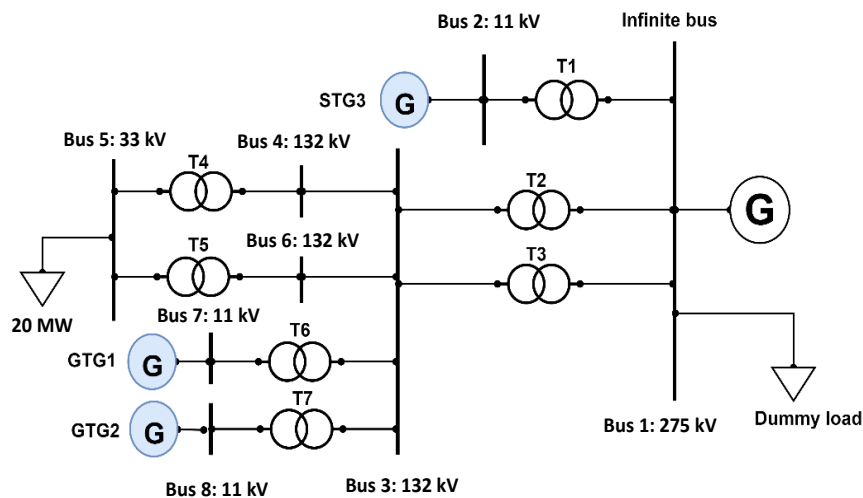 Bus 2: 11 kV
Infinite bus
T1
STG3
G
Bus 5: 33 kV
T4
Bus 4: 132 kV
T2
G
T5
Bus 6: 132 kV
T3
20 MW
Bus 7: 11 kV
T6
GTG1
G
T7
GTG2
G
Bus 1: 275 kV
Dummy load
Bus 8: 11 kV
Bus 3: 132 kV